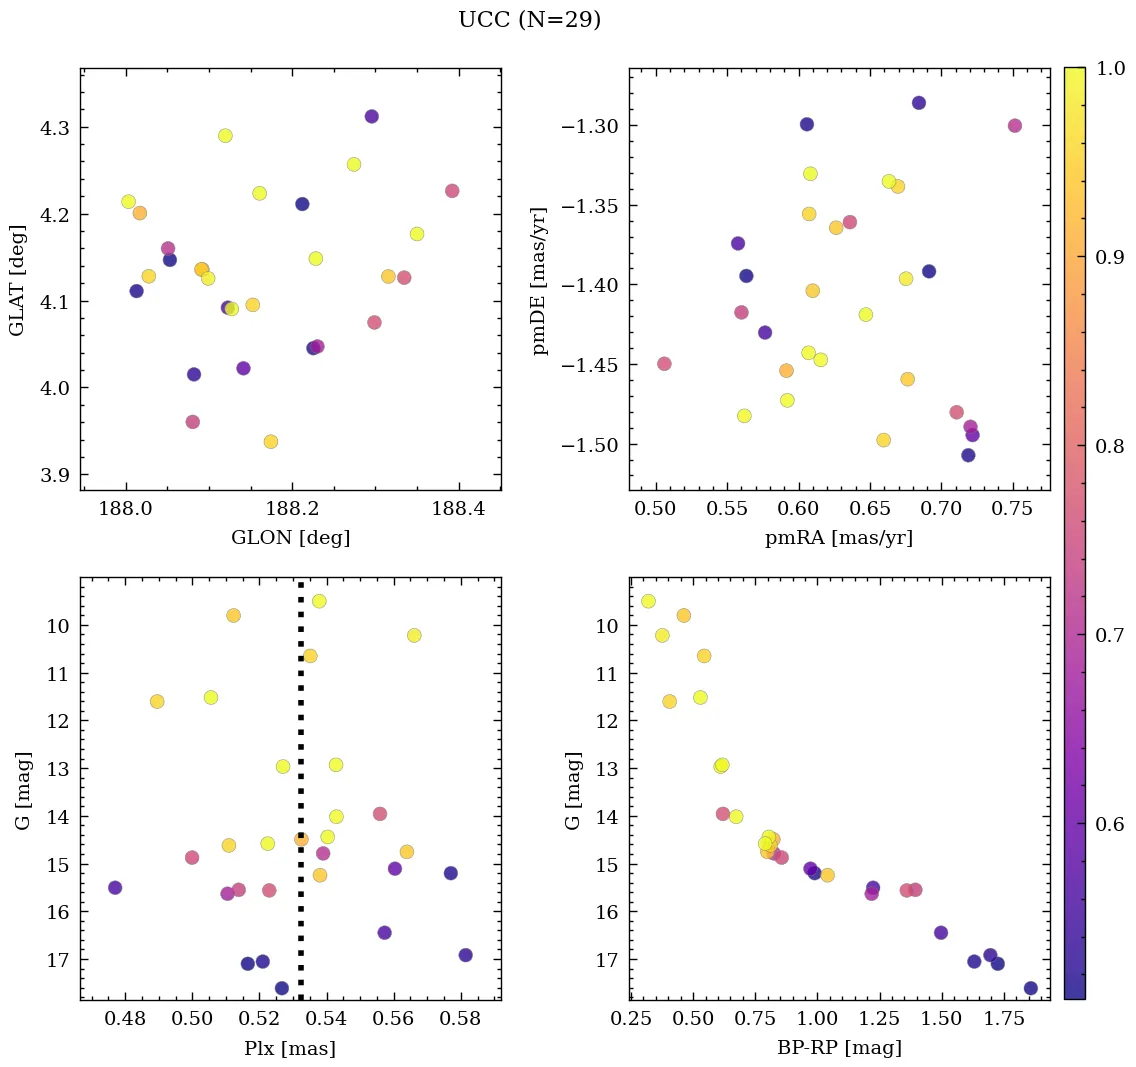 UCC (N=29)
4.3
4.2
4.1
4.0
3.9
GLAT [deg]
188.0 188.2 188.4
GLON [deg]
−1.30
−1.35
−1.40
−1.45
−1.50
pmDE [mas/yr]
0.50 0.55 0.60 0.65 0.70 0.75
pmRA [mas/yr]
1.0
0.9
0.8
0.7
0.6
10
11
12
13
14
15
16
17
G [mag]
0.48 0.50 0.52 0.54 0.56 0.58
Plx [mas]
10
11
12
13
14
15
16
17
G [mag]
0.25 0.50 0.75 1.00 1.25 1.50 1.75
BP-RP [mag]